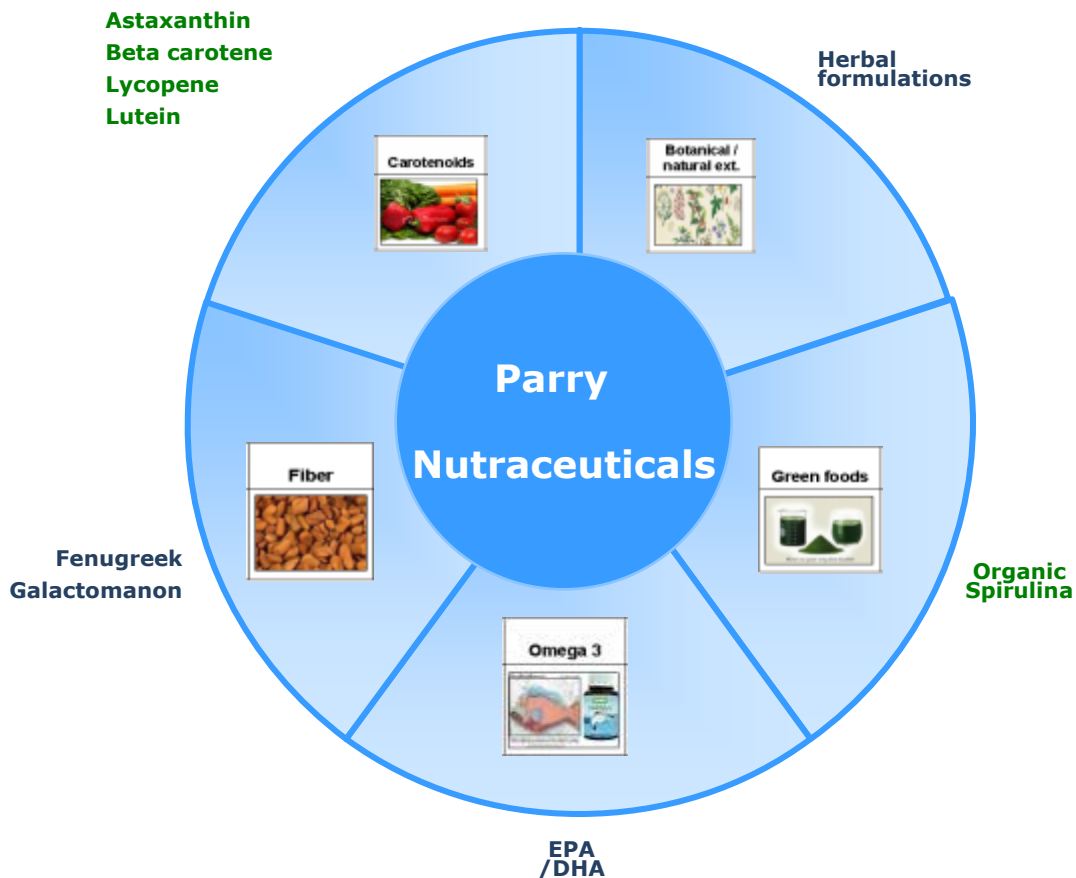 Astaxanthin
Beta carotene
Lycopene
Lutein
Herbal
formulations
Carotenoids
Botanical /
natural ext.
Parry
Nutraceuticals
Fiber
Green foods
Fenugreek
Galactomanon
Organic
Spirulina
Omega 3
EPA
/DHA